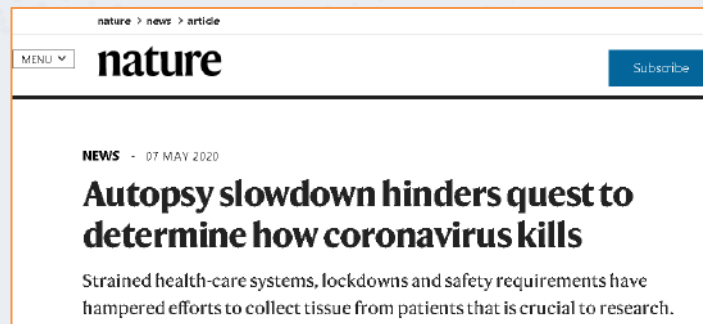 nature > news > article
MENU
nature
Subscribe
NEWS - 07 MAY 2020
Autopsy slowdown hinders quest to
determine how coronavirus kills
Strained health-care systems, lockdowns and safety requirements have
hampered efforts to collect tissue from patients that is crucial to research.